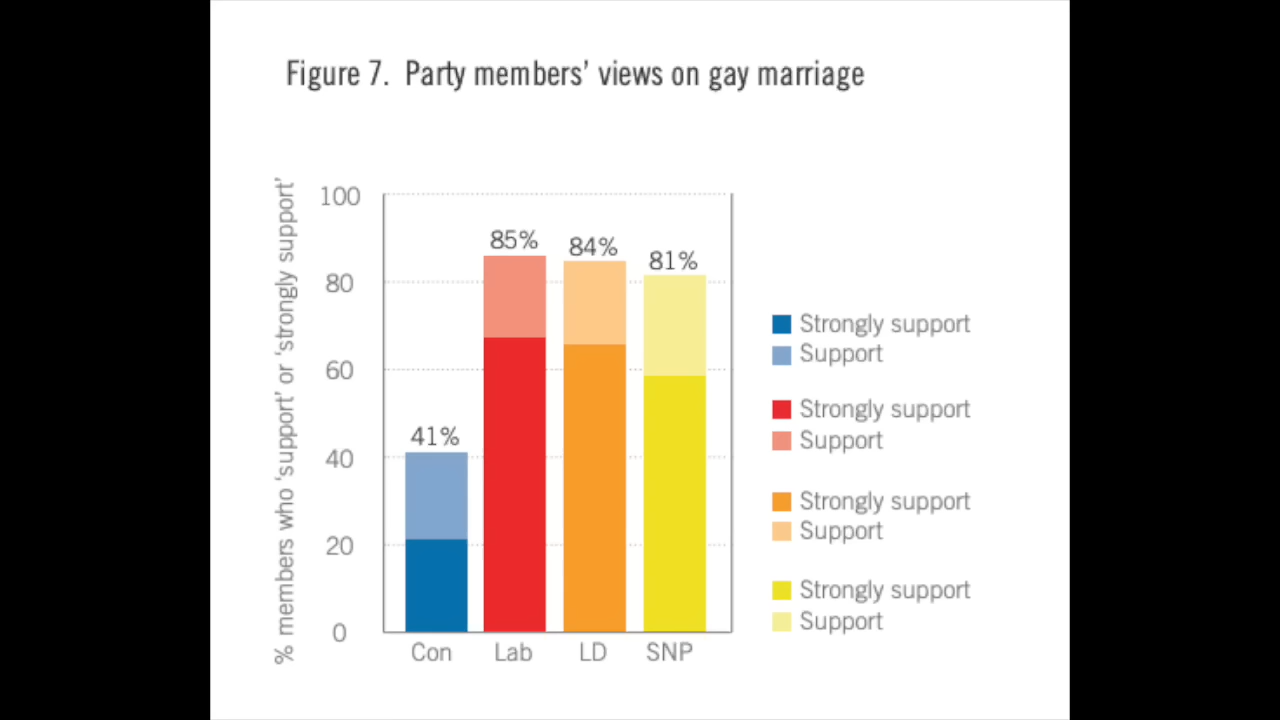 Figure 7. Party members’ views on gay marriage
% members who ‘support’ or ‘strongly support’
100
80
60
40
20
0
41%
85%
84%
81%
Con
Lab
LD
SNP
Strongly support
Support
Strongly support
Support
Strongly support
Support
Strongly support
Support